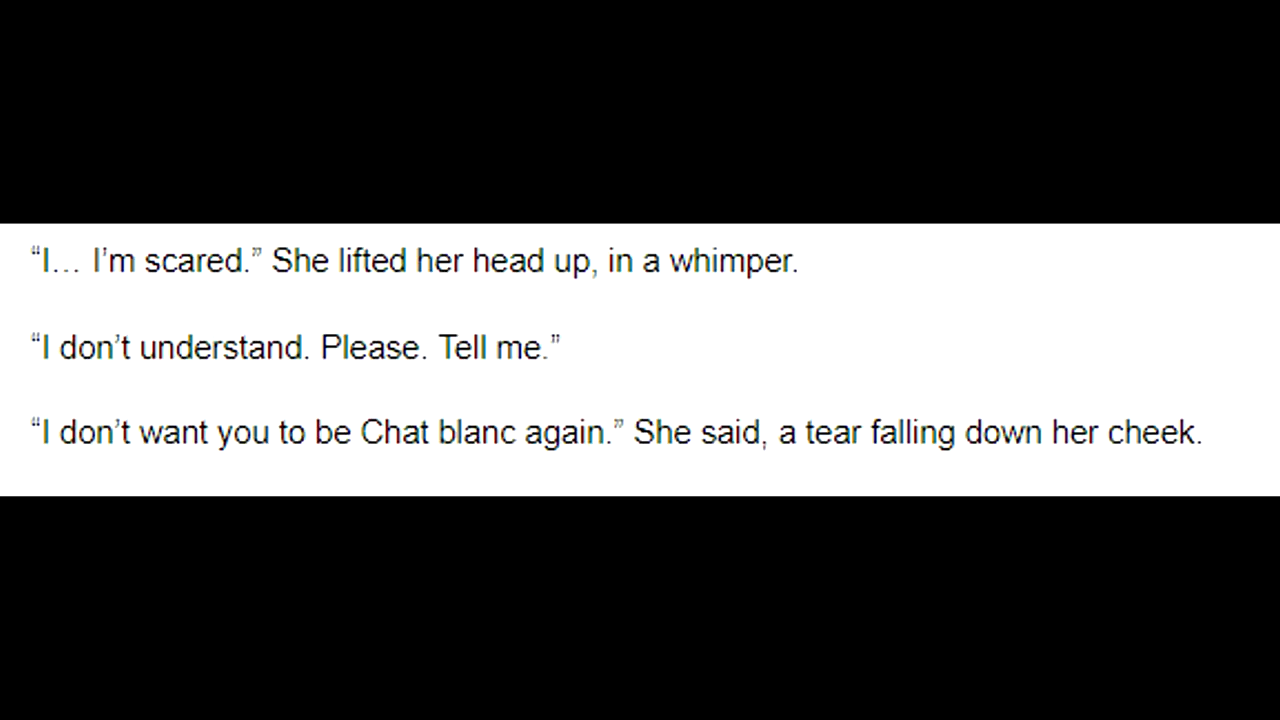 “I… I’m scared.” She lifted her head up, in a whimper.
“I don’t understand. Please. Tell me.”
“I don’t want you to be Chat blanc again.” She said, a tear falling down her cheek.